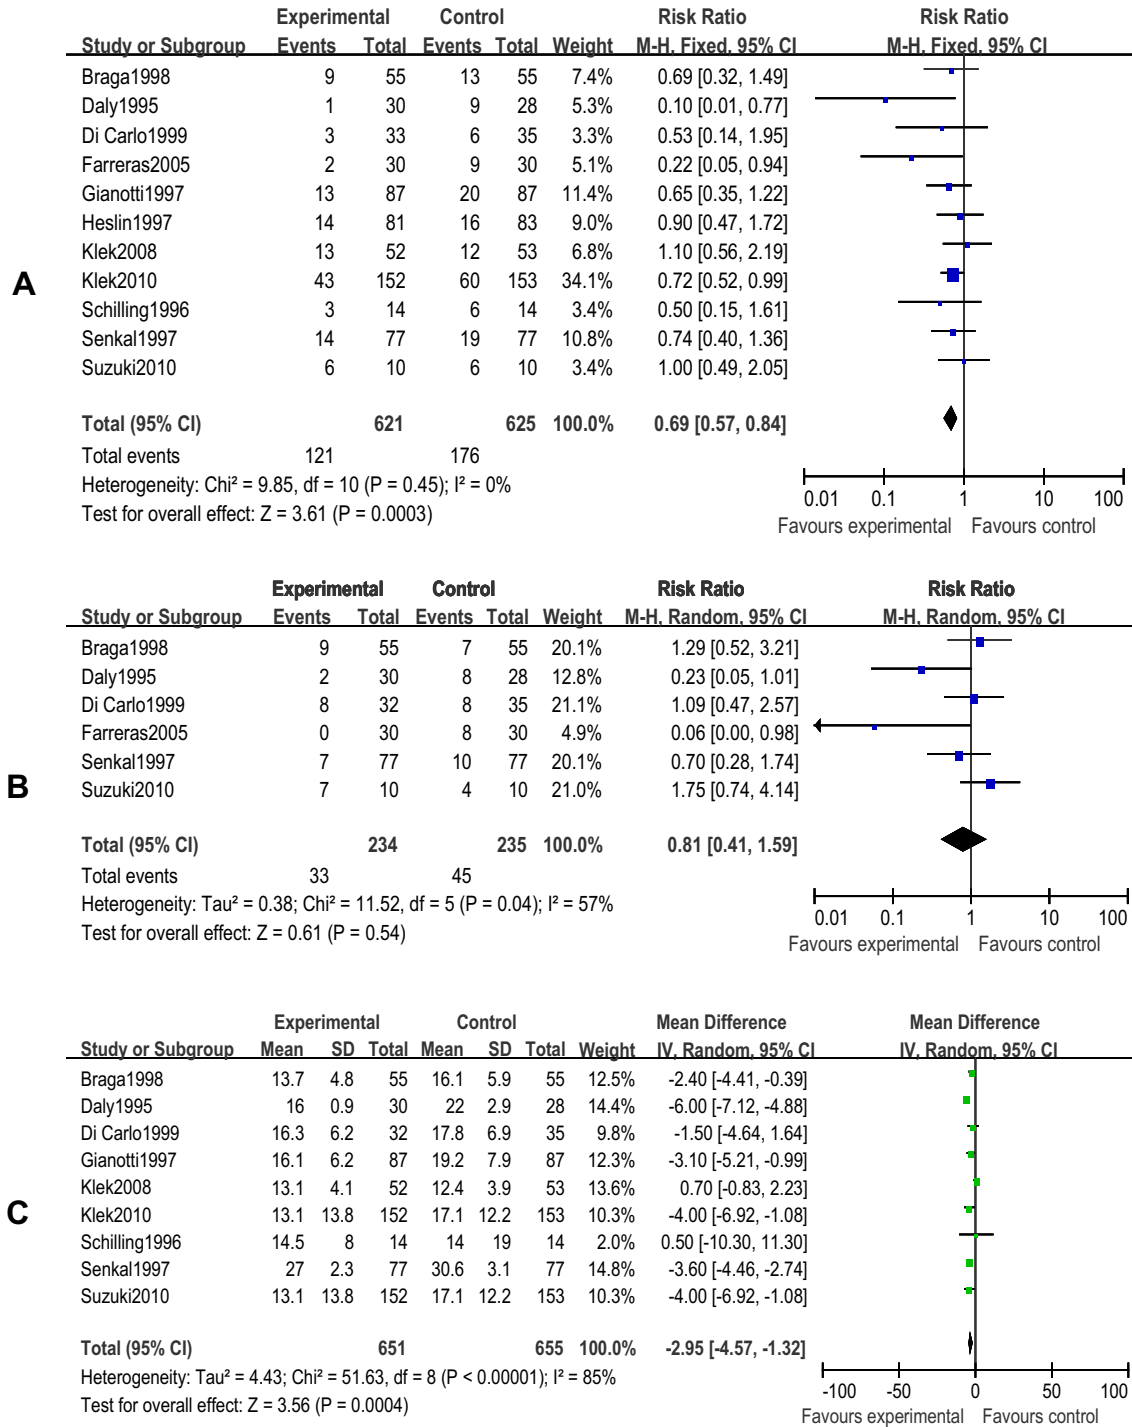 Experimental Control Risk Ratio Risk Ratio
Study or Subgroup Events Total Events Total Weight M-H, Fixed, 95% CI M-H, Fixed, 95% CI
Braga1998 9 55 13 55 7.4% 0.69 [0.32, 1.49]
Daly1995 1 30 9 28 5.3% 0.10 [0.01, 0.77]
Di Carlo1999 3 33 6 35 3.3% 0.53 [0.14, 1.95]
Farreras2005 2 30 9 30 5.1% 0.22 [0.05, 0.94]
Gianotti1997 13 87 20 87 11.4% 0.65 [0.35, 1.22]
Heslin1997 14 81 16 83 9.0% 0.90 [0.47, 1.72]
Klek2008 13 52 12 53 6.8% 1.10 [0.56, 2.19]
A
Klek2010 43 152 60 153 34.1% 0.72 [0.52, 0.99]
Schilling1996 3 14 6 14 3.4% 0.50 [0.15, 1.61]
Senkal1997 14 77 19 77 10.8% 0.74 [0.40, 1.36]
Suzuki2010 6 10 6 10 3.4% 1.00 [0.49, 2.05]
Total (95% CI) 621 625 100.0% 0.69 [0.57, 0.84]
Total events 121 176
Heterogeneity: Chi² = 9.85, df = 10 (P = 0.45); I² = 0%
Test for overall effect: Z = 3.61 (P = 0.0003)
0.01 0.1 1 10 100
Favours experimental Favours control
Experimental Control Risk Ratio Risk Ratio
Study or Subgroup Events Total Events Total Weight M-H, Random, 95% CI M-H, Random, 95% CI
Braga1998 9 55 7 55 20.1% 1.29 [0.52, 3.21]
Daly1995 2 30 8 28 12.8% 0.23 [0.05, 1.01]
Di Carlo1999 8 32 8 35 21.1% 1.09 [0.47, 2.57]
Farreras2005 0 30 8 30 4.9% 0.06 [0.00, 0.98]
Senkal1997 7 77 10 77 20.1% 0.70 [0.28, 1.74]
B
Suzuki2010 7 10 4 10 21.0% 1.75 [0.74, 4.14]
Total (95% CI) 234 235 100.0% 0.81 [0.41, 1.59]
Total events 33 45
Heterogeneity: Tau² = 0.38; Chi² = 11.52, df = 5 (P = 0.04); I² = 57%
Test for overall effect: Z = 0.61 (P = 0.54)
0.01 0.1 1 10 100
Favours experimental Favours control
Experimental Control Mean Difference Mean Difference
Study or Subgroup Mean SD Total Mean SD Total Weight IV, Random, 95% CI IV, Random, 95% CI
Braga1998 13.7 4.8 55 16.1 5.9 55 12.5% -2.40 [-4.41, -0.39]
Daly1995 16 0.9 30 22 2.9 28 14.4% -6.00 [-7.12, -4.88]
Di Carlo1999 16.3 6.2 32 17.8 6.9 35 9.8% -1.50 [-4.64, 1.64]
Gianotti1997 16.1 6.2 87 19.2 7.9 87 12.3% -3.10 [-5.21, -0.99]
Klek2008 13.1 4.1 52 12.4 3.9 53 13.6% 0.70 [-0.83, 2.23]
C
Klek2010 13.1 13.8 152 17.1 12.2 153 10.3% -4.00 [-6.92, -1.08]
Schilling1996 14.5 8 14 14 19 14 2.0% 0.50 [-10.30, 11.30]
Senkal1997 27 2.3 77 30.6 3.1 77 14.8% -3.60 [-4.46, -2.74]
Suzuki2010 13.1 13.8 152 17.1 12.2 153 10.3% -4.00 [-6.92, -1.08]
Total (95% CI) 651 655 100.0% -2.95 [-4.57, -1.32]
Heterogeneity: Tau² = 4.43; Chi² = 51.63, df = 8 (P < 0.00001); I² = 85%
Test for overall effect: Z = 3.56 (P = 0.0004)
-100 -50 0 50 100
Favours experimental Favours control